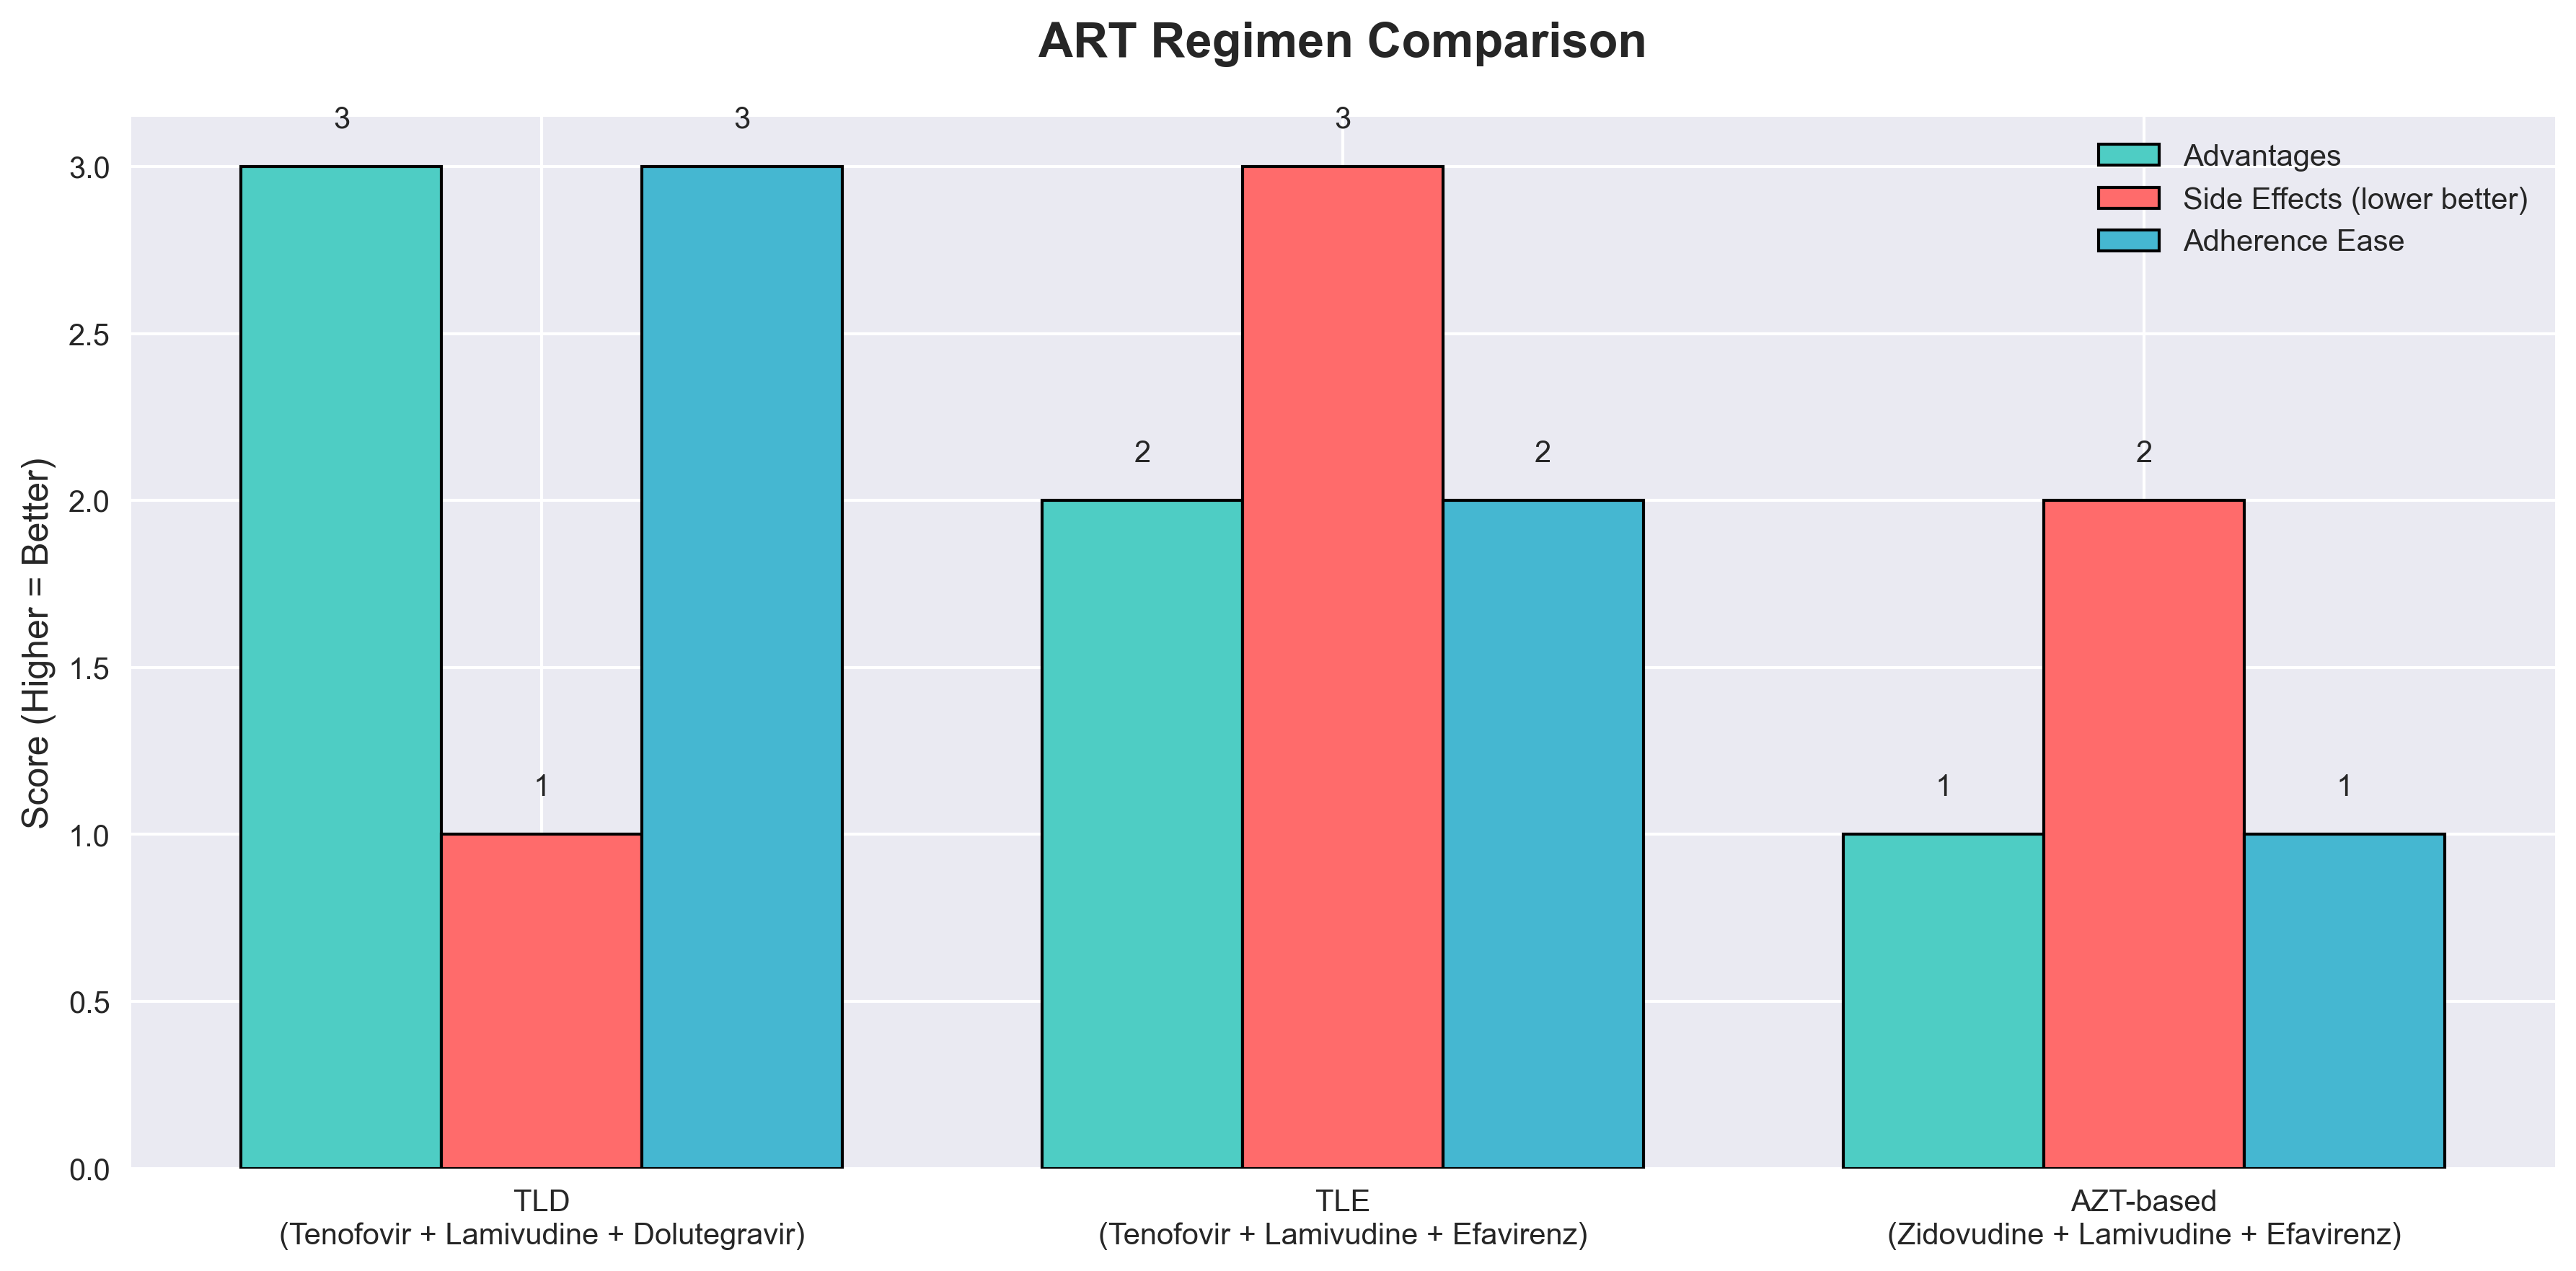 ART Regimen Comparison
3
3
3
3.0
Advantages
Side Effects (lower better)
Adherence Ease
2.5
2
2
2
2.0
Score (Higher = Better)
1.5
1
1
1
1.0
0.5
0.0
TLD
(Tenofovir + Lamivudine + Dolutegravir)
TLE
(Tenofovir + Lamivudine + Efavirenz)
AZT-based
(Zidovudine + Lamivudine + Efavirenz)